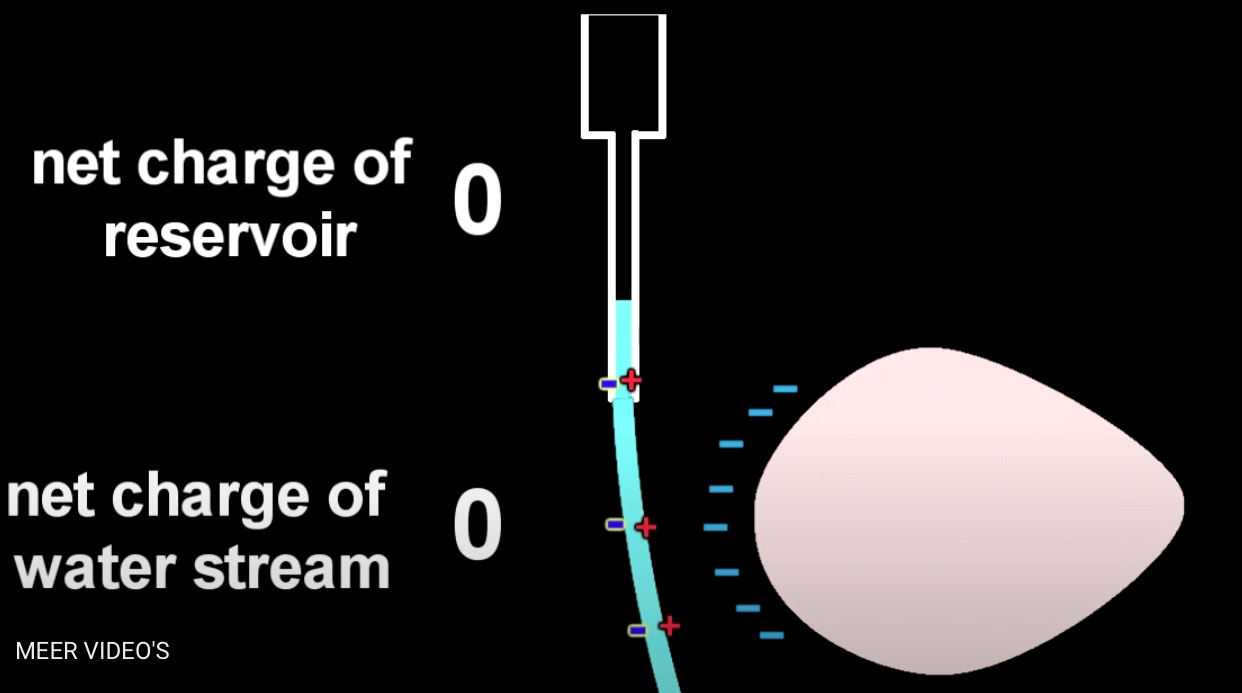 net charge of
reservoir
0
net charge of
water stream
0
MEER VIDEO'S